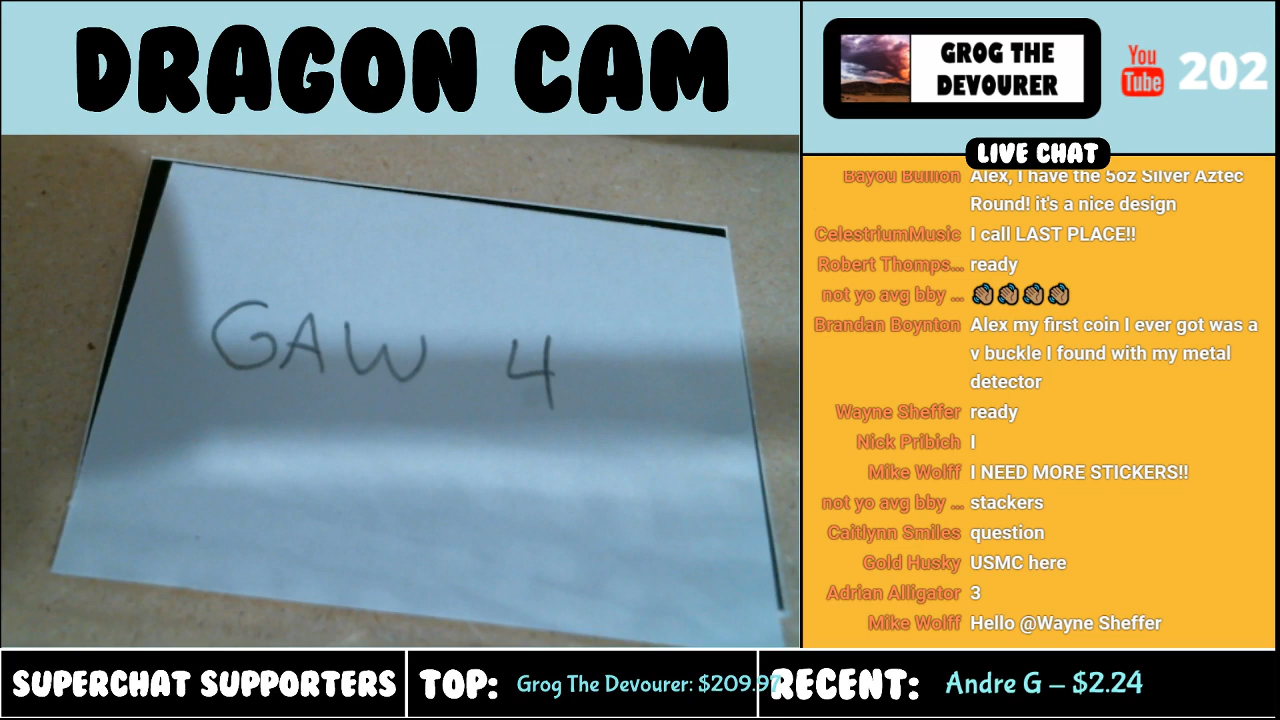 DRAGON CAM
GAW 4
GROG THE
DEVOURER
You
Tube
202
LIVE CHAT
Bayou Bullion Alex, I have the 5oz Silver Aztec
Round! it's a nice design
CelestriumMusic I call LAST PLACE!!
Robert Thomps... ready
not yo avg bby ...
Brandan Boynton Alex my first coin I ever got was a
v buckle I found with my metal
detector
Wayne Sheffer ready
Nick Pribich I
Mike Wolff I NEED MORE STICKERS!!
not yo avg bby ... stackers
Caitlynn Smiles question
Gold Husky USMC here
Adrian Alligator 3
Mike Wolff Hello @Wayne Sheffer
SUPERCHAT SUPPORTERS
TOP: Grog The Devourer: $209.97
RECENT: Andre G – $2.24